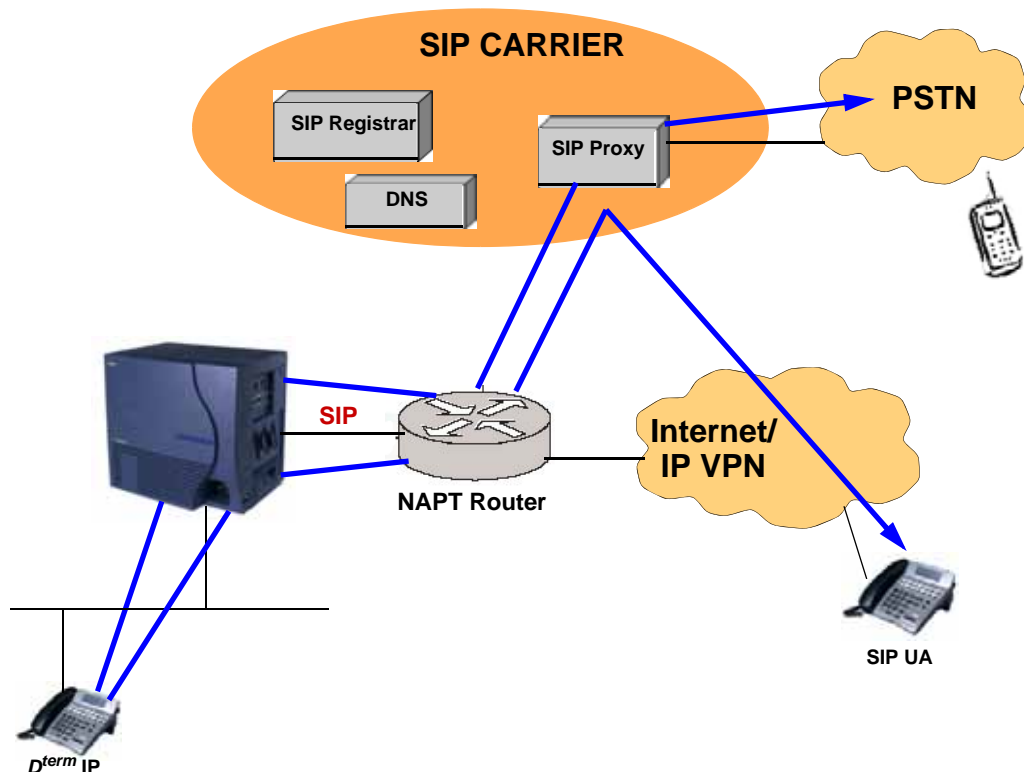 SIP CARRIER
SIP Registrar
SIP Proxy
DNS
PSTN
SIP
NAPT Router
Internet/
IP VPN
SIP UA
Dterm IP